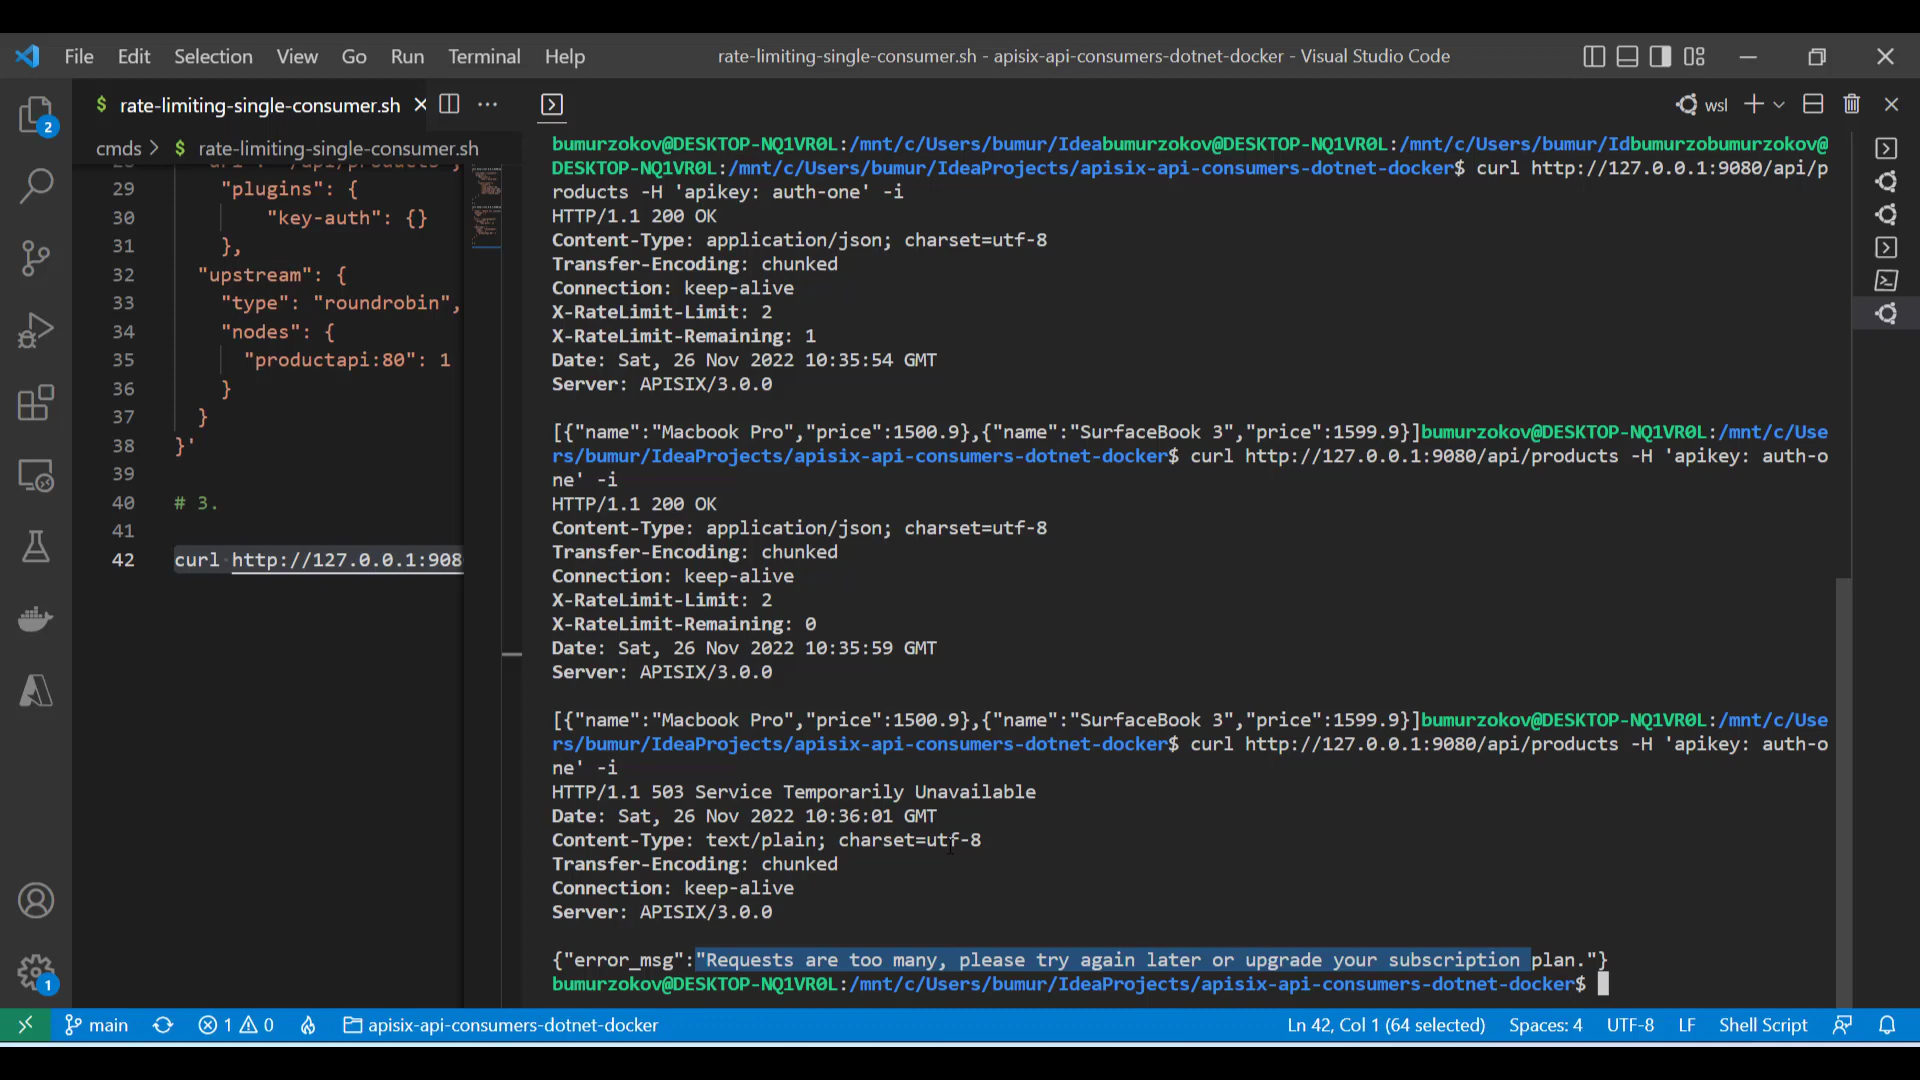 File Edit Selection View Go Run Terminal Help
rate-limiting-single-consumer.sh - apisix-api-consumers-dotnet-docker - Visual Studio Code
2
$ rate-limiting-single-consumer.sh
cmds > $ rate-limiting-single-consumer.sh
29 "plugins": {
30 "key-auth": {}
31 },
32 "upstream": {
33 "type": "roundrobin",
34 "nodes": {
35 "productapi:80": 1
36 }
37 }
38 }'
39
40 # 3.
41
42 curl http://127.0.0.1:908
wsl
bumurzokov@DESKTOP-NQ1VR0L:/mnt/c/Users/bumur/Ideabumurzokov@DESKTOP-NQ1VR0L:/mnt/c/Users/bumur/Idbumurzobumurzokov@
DESKTOP-NQ1VR0L:/mnt/c/Users/bumur/IdeaProjects/apisix-api-consumers-dotnet-docker$ curl http://127.0.0.1:9080/api/p
roducts -H 'apikey: auth-one' -i
HTTP/1.1 200 OK
Content-Type: application/json; charset=utf-8
Transfer-Encoding: chunked
Connection: keep-alive
X-RateLimit-Limit: 2
X-RateLimit-Remaining: 1
Date: Sat, 26 Nov 2022 10:35:54 GMT
Server: APISIX/3.0.0
[{"name":"Macbook Pro","price":1500.9},{"name":"SurfaceBook 3","price":1599.9}]bumurzokov@DESKTOP-NQ1VR0L:/mnt/c/Use
rs/bumur/IdeaProjects/apisix-api-consumers-dotnet-docker$ curl http://127.0.0.1:9080/api/products -H 'apikey: auth-o
ne' -i
HTTP/1.1 200 OK
Content-Type: application/json; charset=utf-8
Transfer-Encoding: chunked
Connection: keep-alive
X-RateLimit-Limit: 2
X-RateLimit-Remaining: 0
Date: Sat, 26 Nov 2022 10:35:59 GMT
Server: APISIX/3.0.0
[{"name":"Macbook Pro","price":1500.9},{"name":"SurfaceBook 3","price":1599.9}]bumurzokov@DESKTOP-NQ1VR0L:/mnt/c/Use
rs/bumur/IdeaProjects/apisix-api-consumers-dotnet-docker$ curl http://127.0.0.1:9080/api/products -H 'apikey: auth-o
ne' -i
HTTP/1.1 503 Service Temporarily Unavailable
Date: Sat, 26 Nov 2022 10:36:01 GMT
Content-Type: text/plain; charset=utf-8
Transfer-Encoding: chunked
Connection: keep-alive
Server: APISIX/3.0.0
{"error_msg":"Requests are too many, please try again later or upgrade your subscription plan."}
bumurzokov@DESKTOP-NQ1VR0L:/mnt/c/Users/bumur/IdeaProjects/apisix-api-consumers-dotnet-docker$
1
main 1 0 apisix-api-consumers-dotnet-docker Ln 42, Col 1 (64 selected) Spaces: 4 UTF-8 LF Shell Script